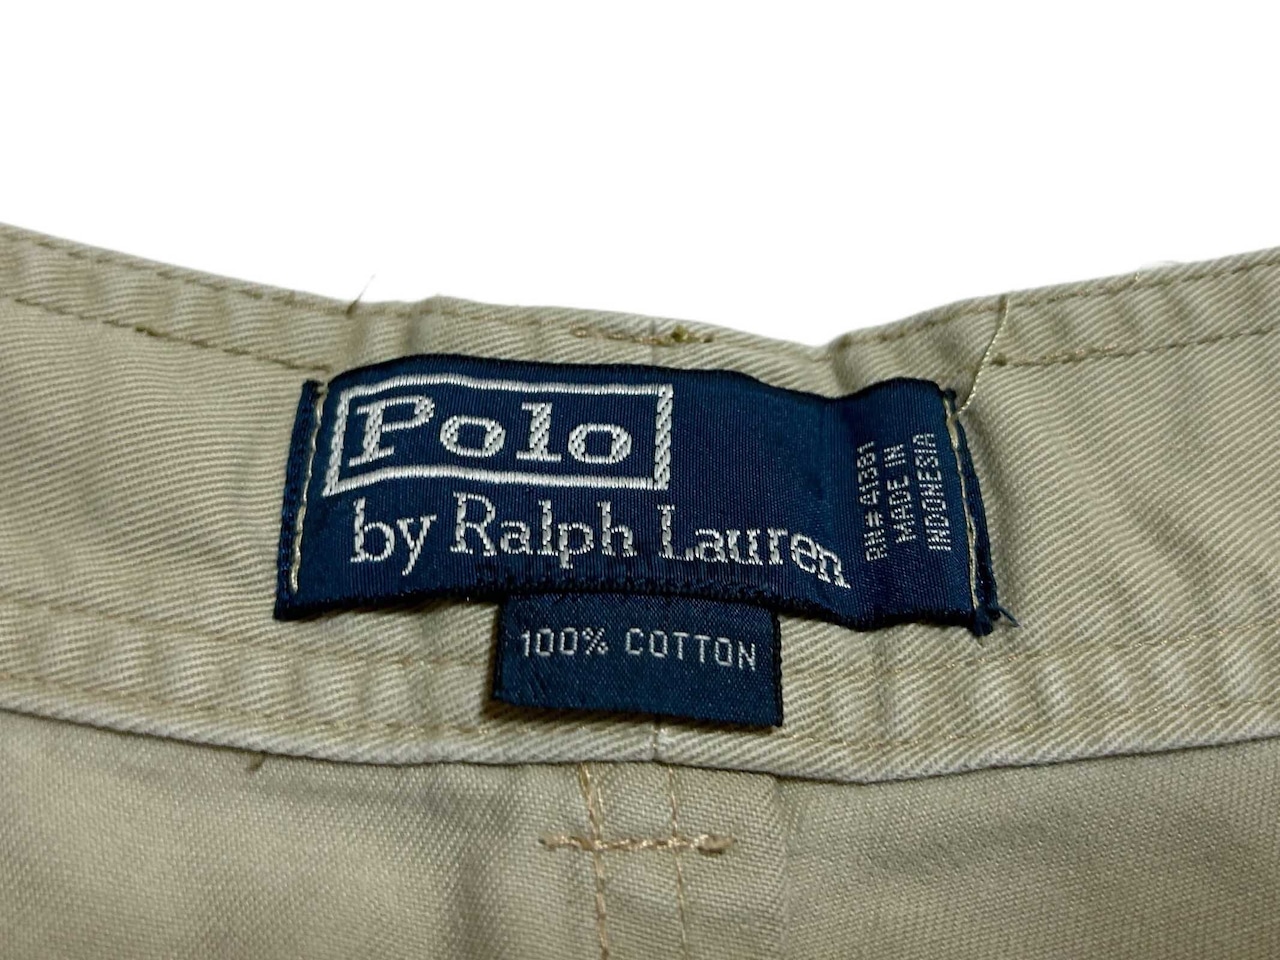 Polo
by Ralph Lauren
RN# 41381
MADE IN
INDONESIA
100% COTTON